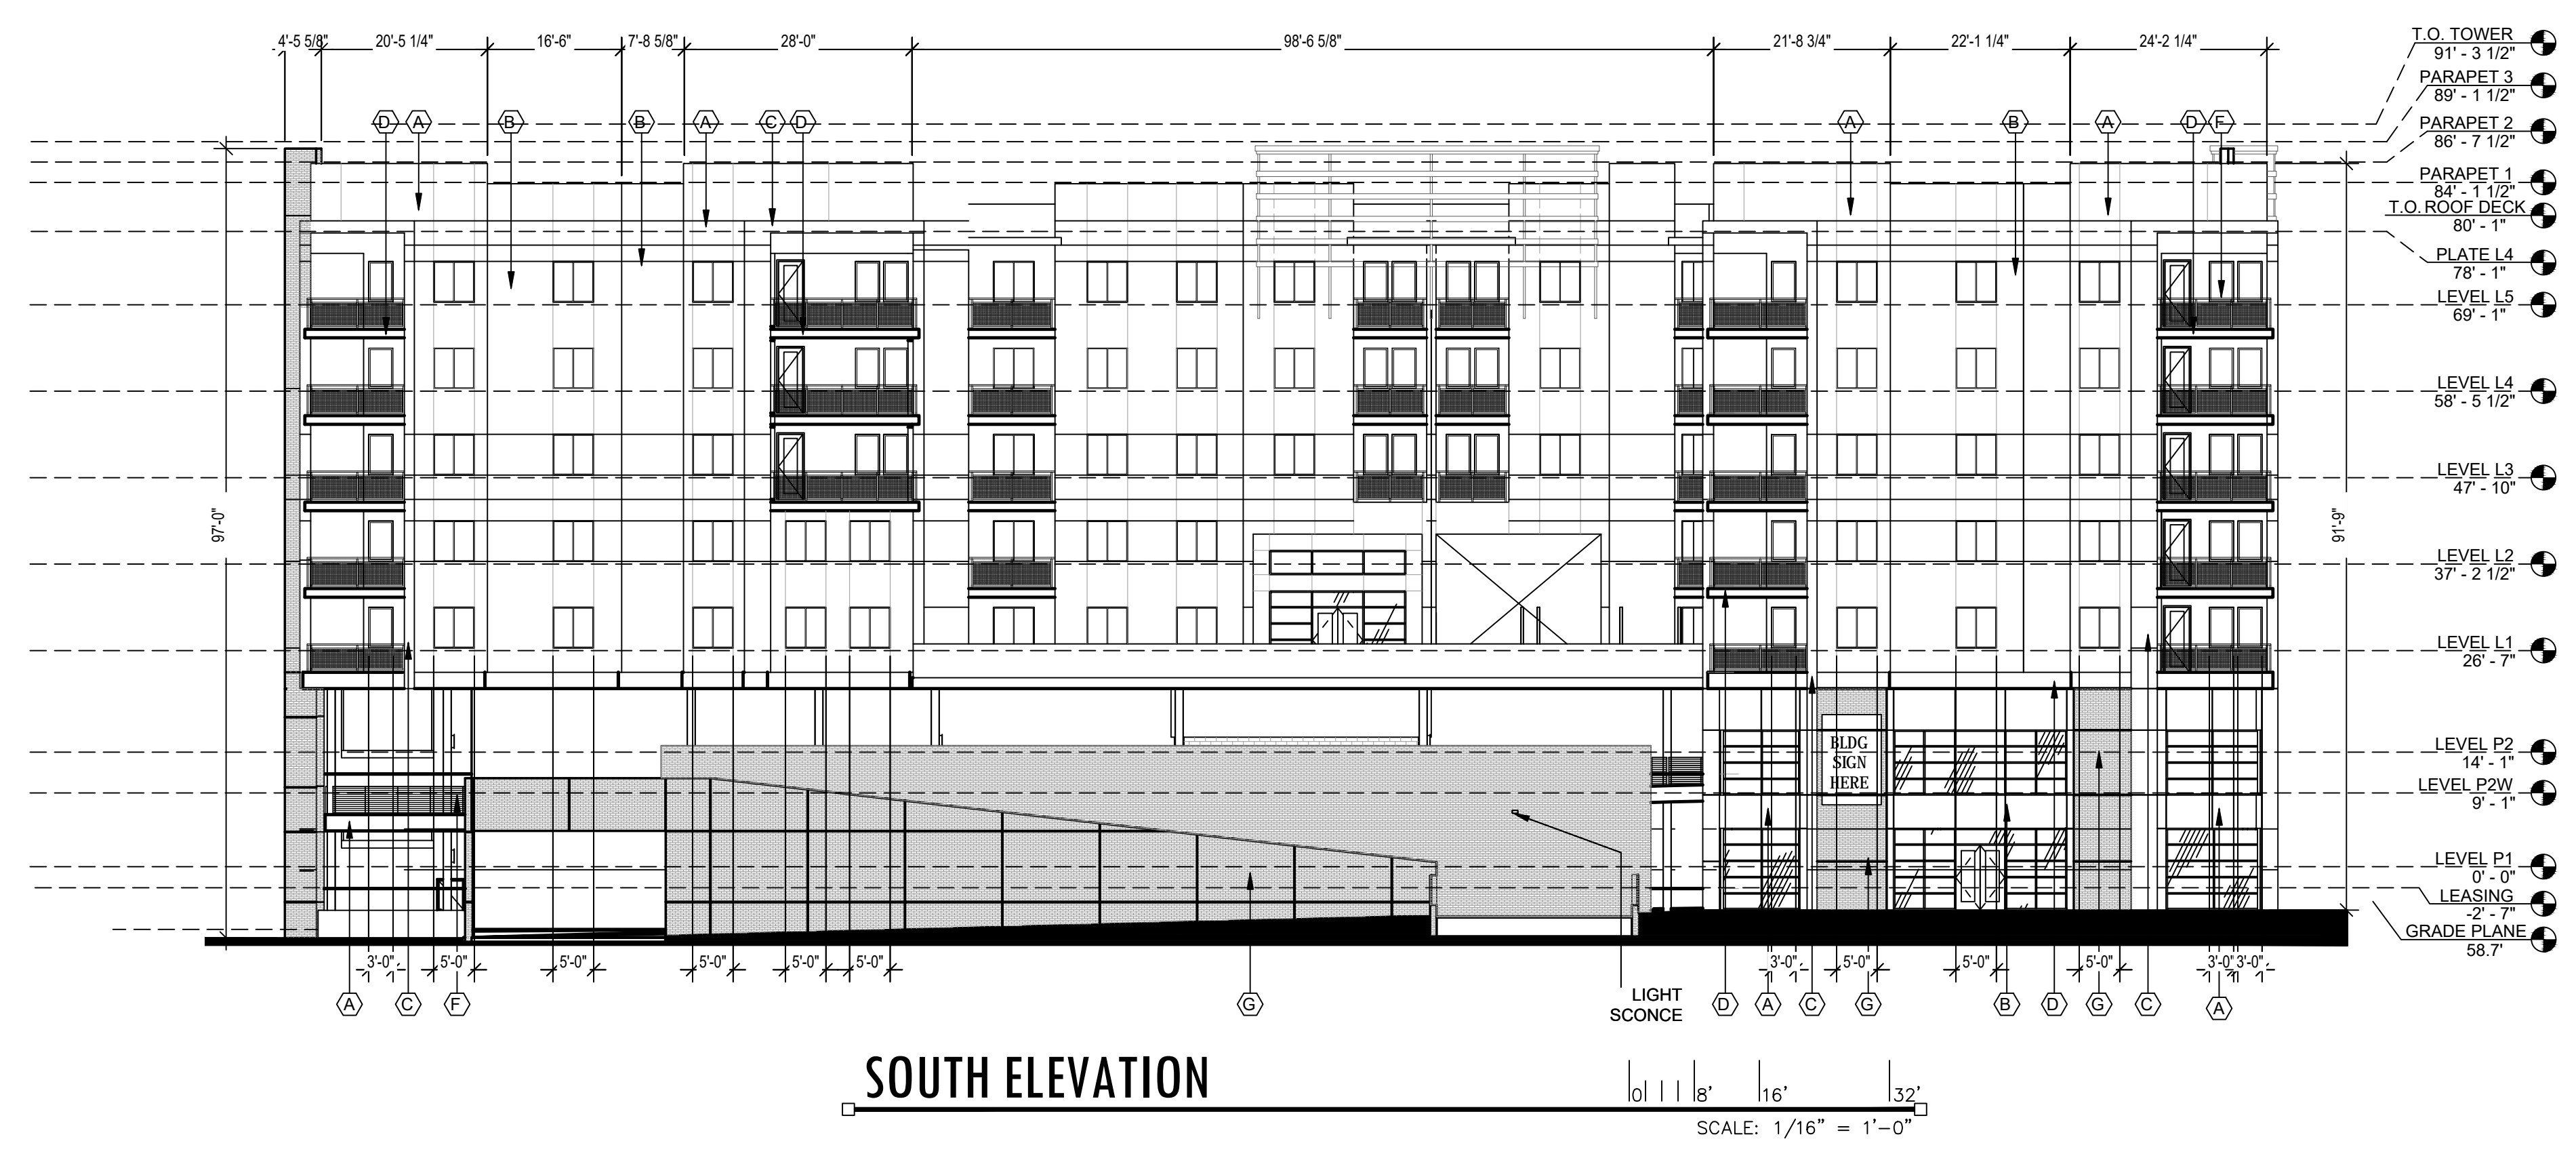 4'-5 5/8" 20'-5 1/4" 16'-6" 7'-8 5/8" 28'-0" 98'-6 5/8" 21'-8 3/4" 22'-1 1/4" 24'-2 1/4"
D A B B A C D A B A D F
T.O. TOWER
91' - 3 1/2"
PARAPET 3
89' - 1 1/2"
PARAPET 2
86' - 7 1/2"
PARAPET 1
84' - 1 1/2"
T.O. ROOF DECK
80' - 1"
PLATE L4
78' - 1"
LEVEL L5
69' - 1"
LEVEL L4
58' - 5 1/2"
LEVEL L3
47' - 10"
LEVEL L2
37' - 2 1/2"
LEVEL L1
26' - 7"
LEVEL P2
14' - 1"
LEVEL P2W
9' - 1"
LEVEL P1
0' - 0"
LEASING
-2' - 7"
GRADE PLANE
58.7'
97'-0"
91'-9"
BLDG
SIGN
HERE
3'-0" 5'-0" 5'-0" 5'-0" 5'-0" 5'-0" 3'-0" 5'-0" 5'-0" 5'-0" 3'-0" 3'-0"
A C F G D A C G B D G C A
LIGHT
SCONCE
SOUTH ELEVATION
0 8' 16' 32'
SCALE: 1/16" = 1'-0"